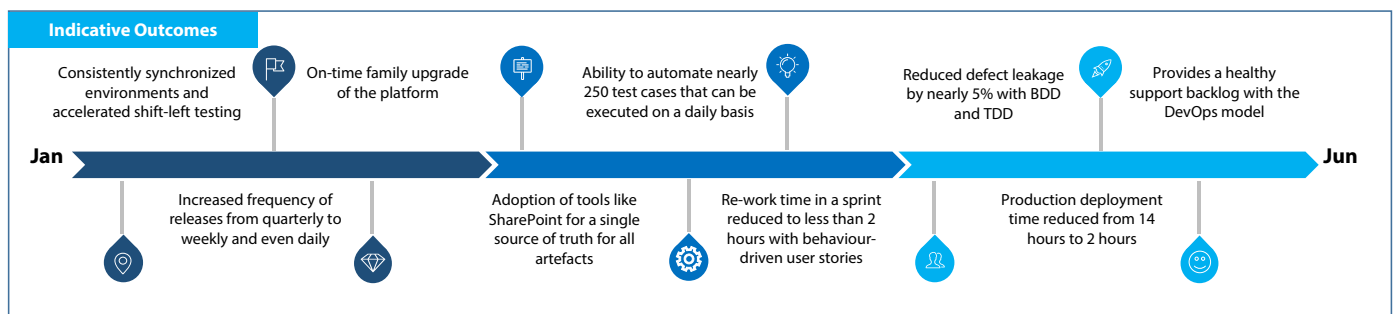 Indicative Outcomes
Consistently synchronized
environments and
accelerated shift-left testing
On-time family upgrade
of the platform
Ability to automate nearly
250 test cases that can be
executed on a daily basis
Reduced defect leakage
by nearly 5% with BDD
and TDD
Provides a healthy
support backlog with the
DevOps model
Jan
Jun
Increased frequency of
releases from quarterly to
weekly and even daily
Adoption of tools like
SharePoint for a single
source of truth for all
artefacts
Re-work time in a sprint
reduced to less than 2
hours with behaviour-
driven user stories
Production deployment
time reduced from 14
hours to 2 hours